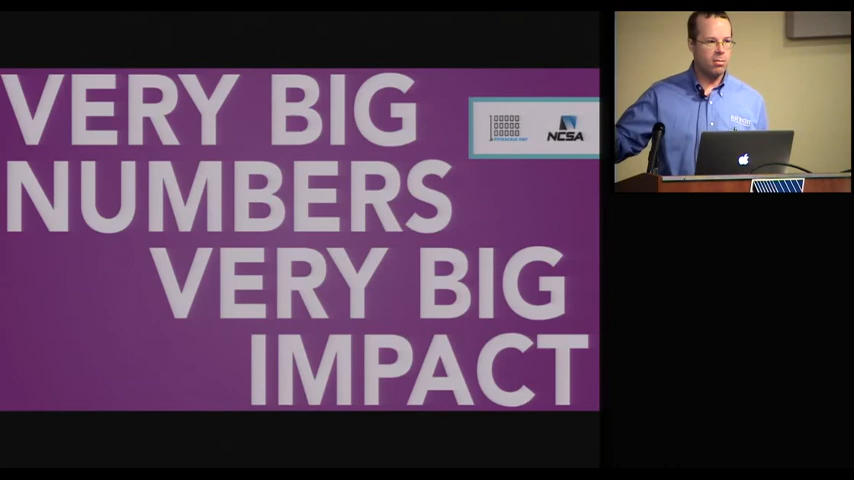 VERY BIG
NUMBERS
VERY BIG
IMPACT
NCSA